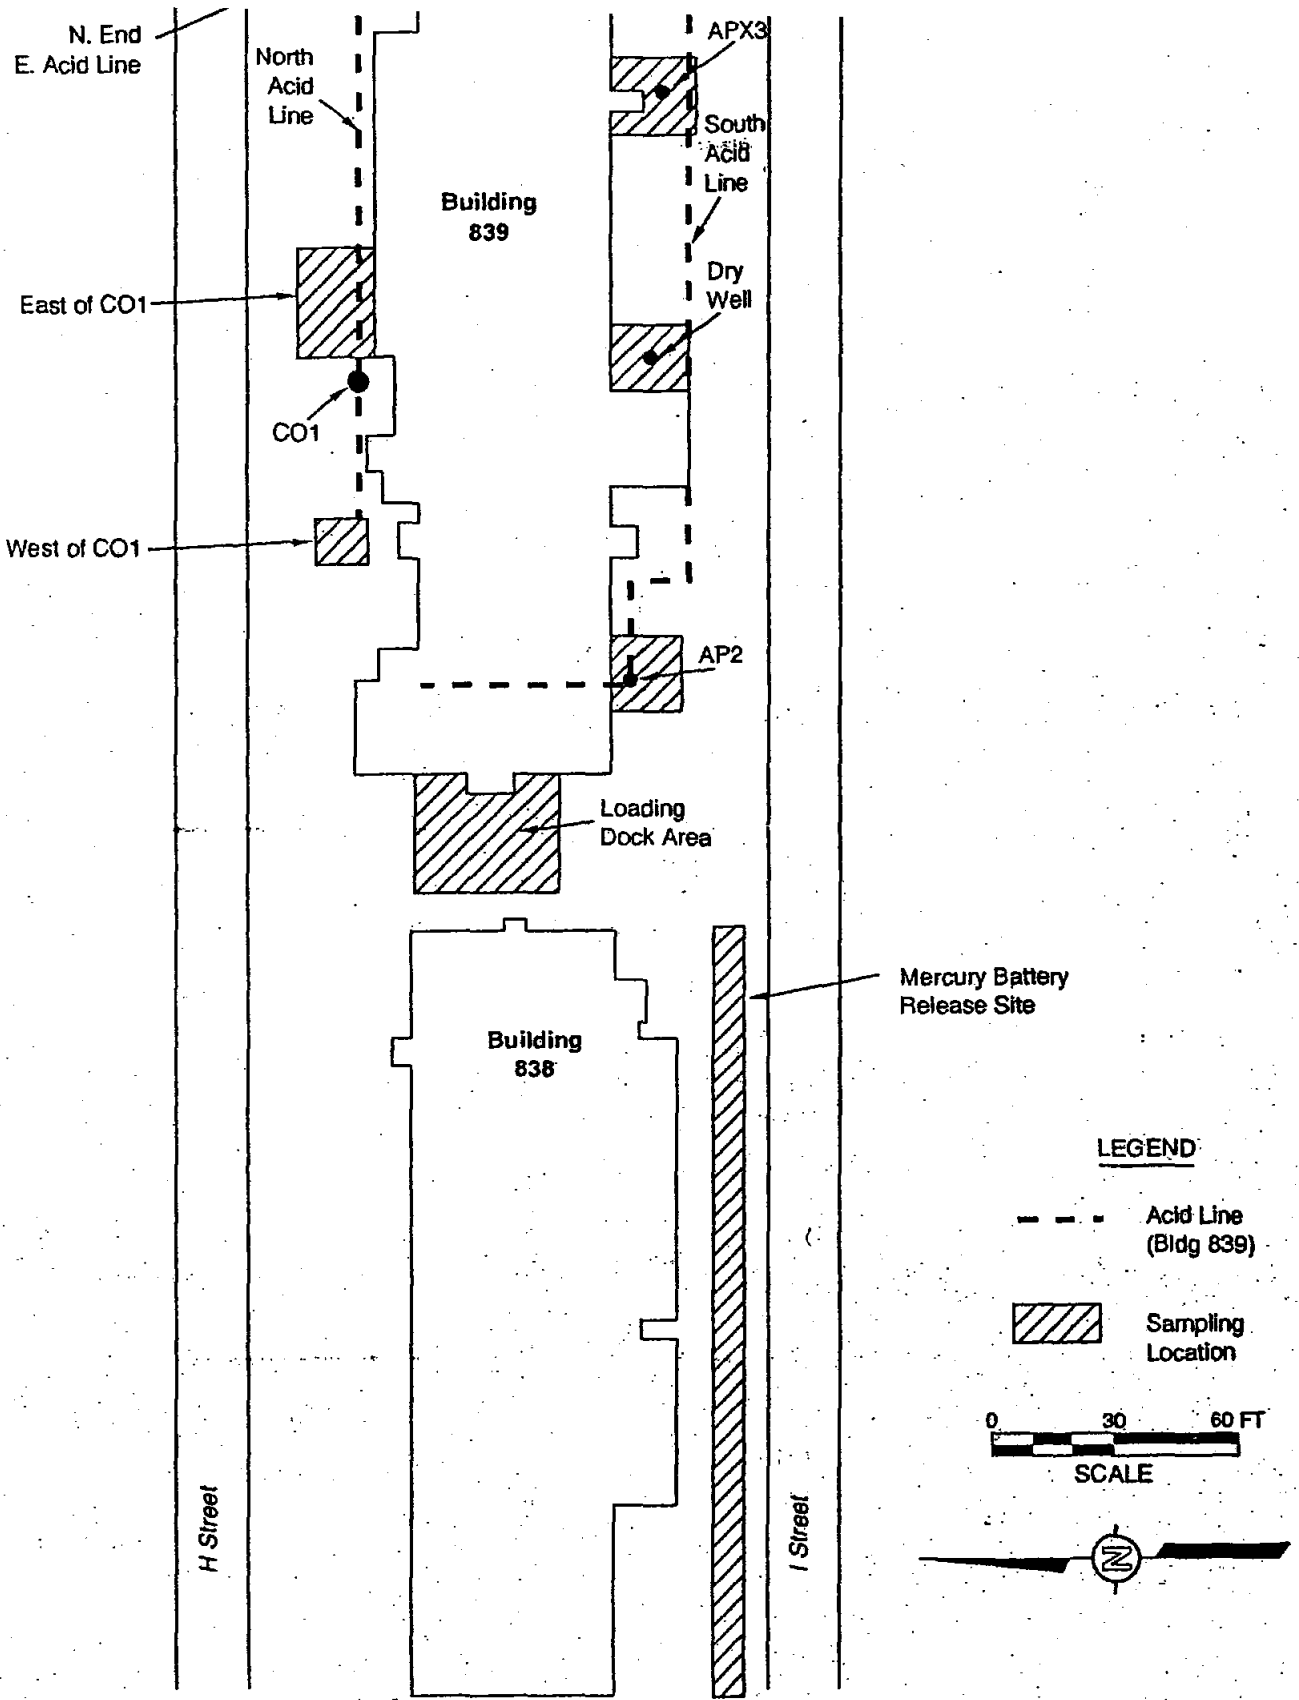 N. End
E. Acid Line
North
Acid
Line
APX3
South
Acid
Line
Building
839
Dry
Well
East of CO1
CO1
West of CO1
AP2
Loading
Dock Area
Mercury Battery
Release Site
Building
838
LEGEND
Acid Line
(Bldg 839)
Sampling
Location
0 30 60 FT
SCALE
H Street
I Street
N